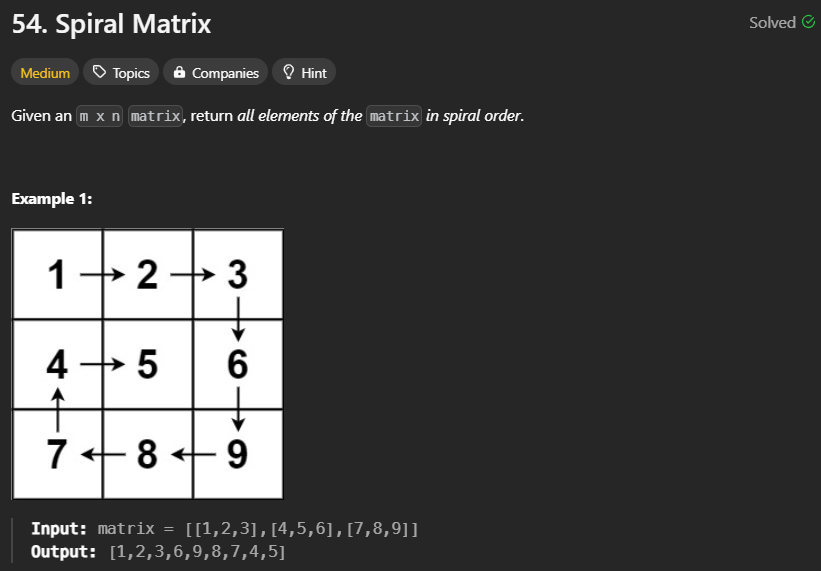 54. Spiral Matrix
Solved
Medium Topics Companies Hint
Given an m x n matrix, return all elements of the matrix in spiral order.
Example 1:
1 2 3
4 5 6
7 8 9
Input: matrix = [[1,2,3],[4,5,6],[7,8,9]]
Output: [1,2,3,6,9,8,7,4,5]